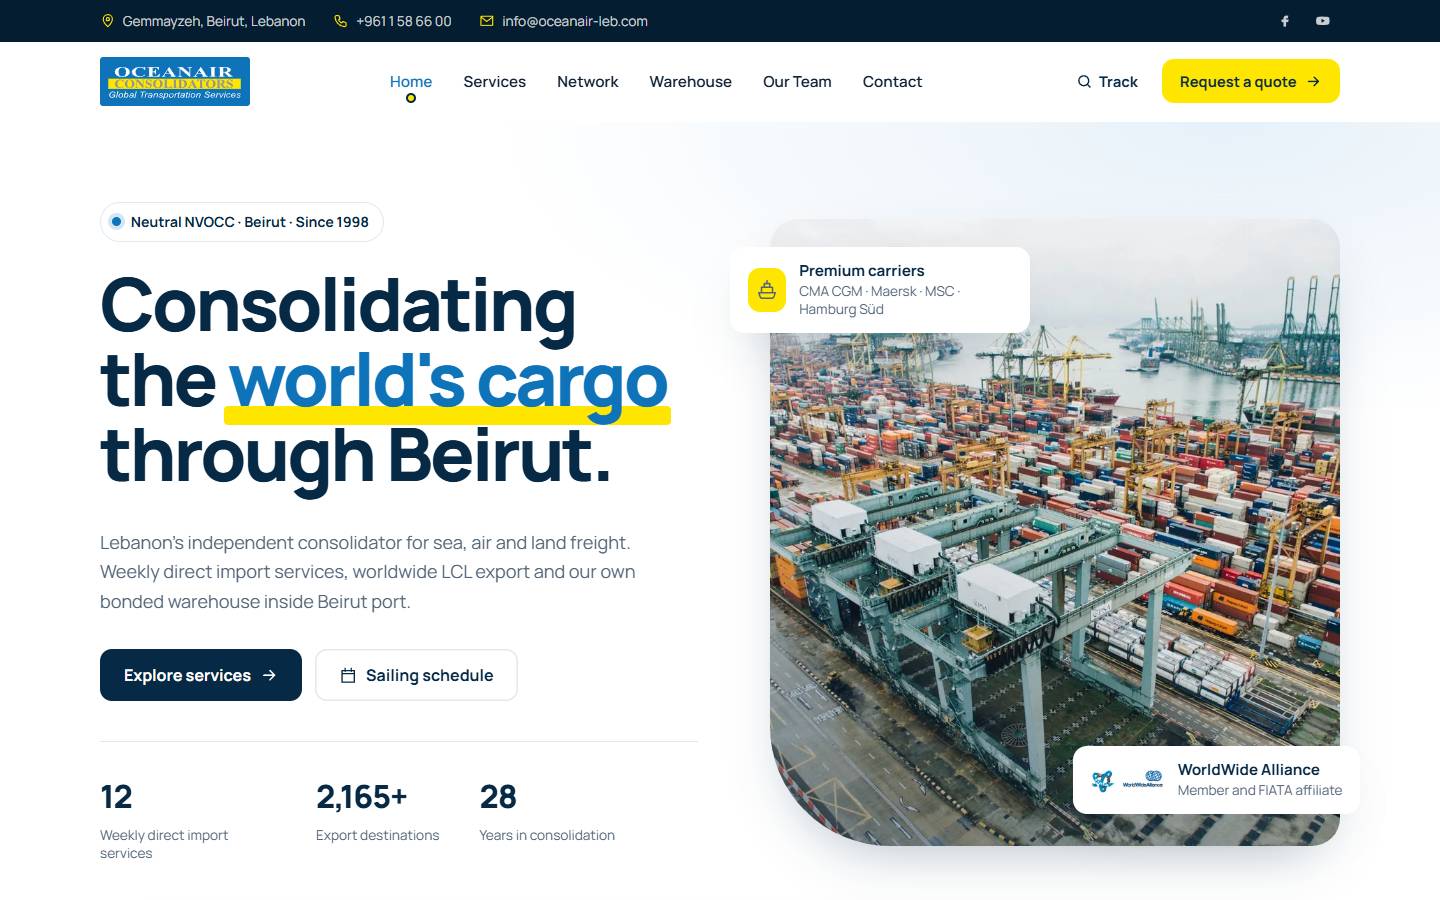 Gemmayzeh, Beirut, Lebanon
+961 1 58 66 00
info@oceanair-leb.com
OCEANAIR
CONSOLIDATORS
Global Transportation Services
Home
Services
Network
Warehouse
Our Team
Contact
Track
Request a quote
Neutral NVOCC · Beirut · Since 1998
Consolidating
the world's cargo
through Beirut.
Lebanon's independent consolidator for sea, air and land freight.
Weekly direct import services, worldwide LCL export and our own
bonded warehouse inside Beirut port.
Explore services
Sailing schedule
12
Weekly direct import
services
2,165+
Export destinations
28
Years in consolidation
Premium carriers
CMA CGM · Maersk · MSC ·
Hamburg Süd
WorldWideAlliance
WorldWide Alliance
Member and FIATA affiliate